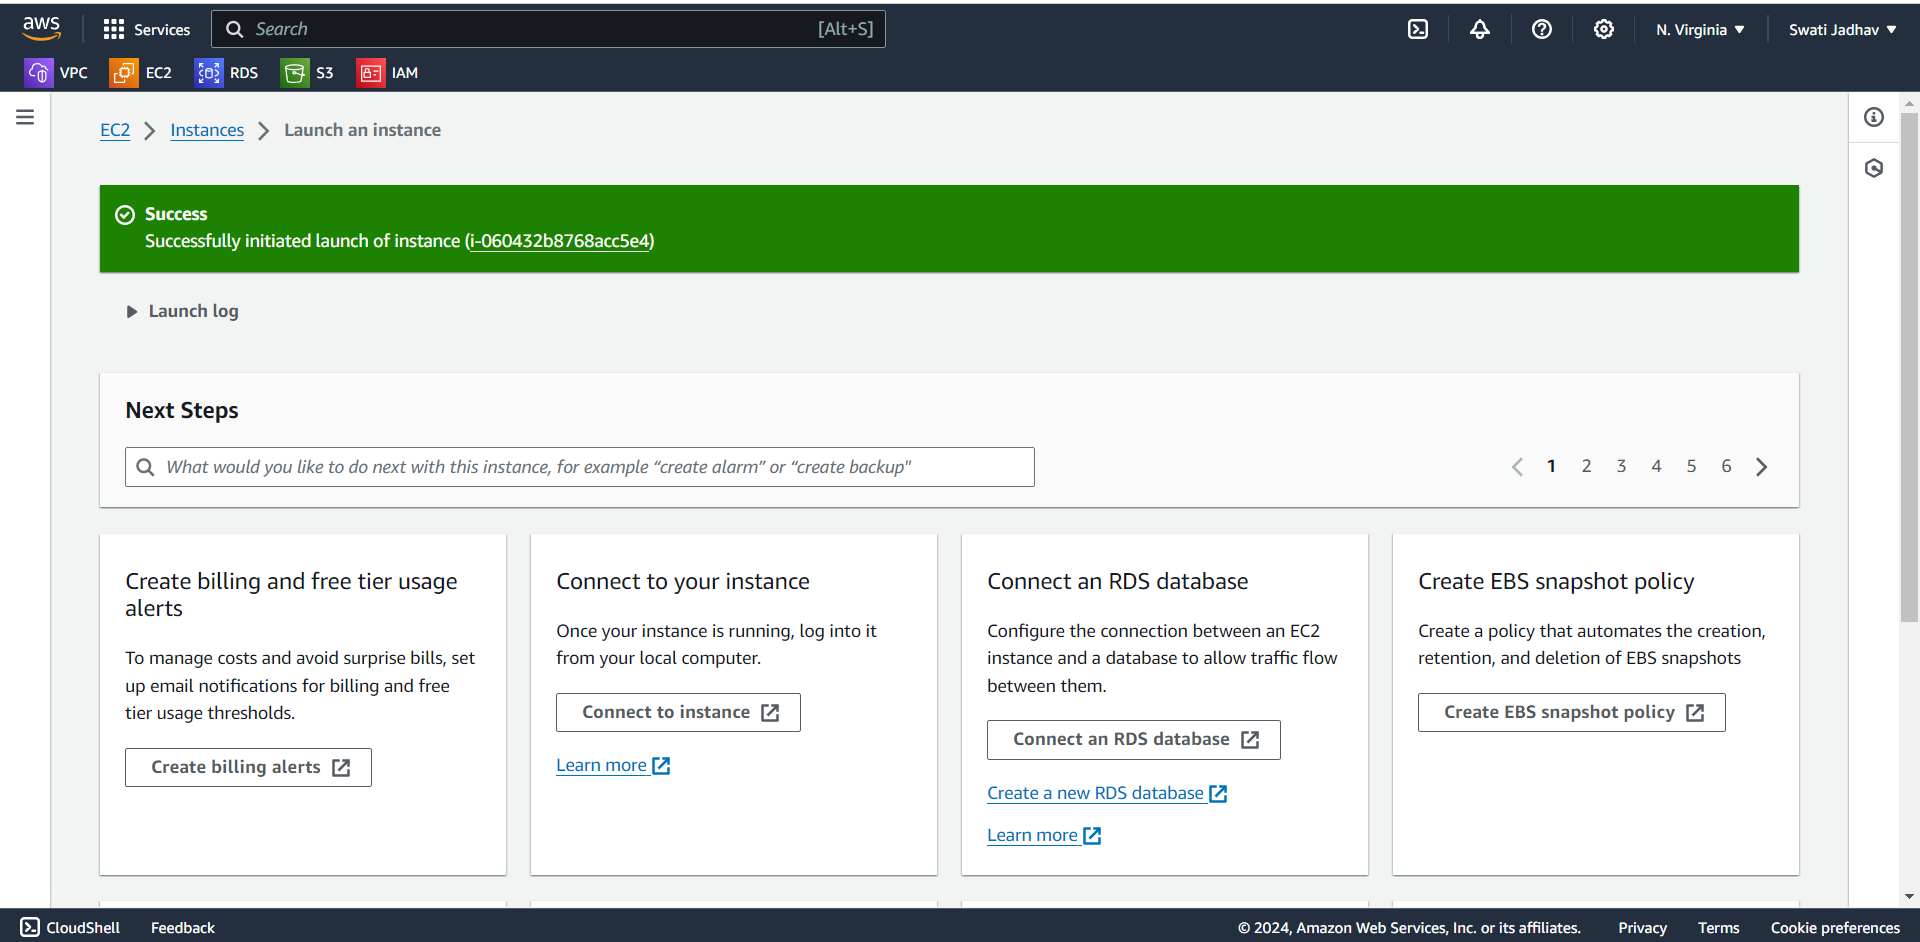 aws
Services
Search [Alt+S]
N. Virginia
Swati Jadhav
VPC
EC2
RDS
S3
IAM
EC2
Instances
Launch an instance
Success
Successfully initiated launch of instance (i-060432b8768acc5e4)
Launch log
Next Steps
What would you like to do next with this instance, for example “create alarm” or “create backup"
1 2 3 4 5 6
Create billing and free tier usage
alerts
To manage costs and avoid surprise bills, set
up email notifications for billing and free
tier usage thresholds.
Create billing alerts
Connect to your instance
Once your instance is running, log into it
from your local computer.
Connect to instance
Learn more
Connect an RDS database
Configure the connection between an EC2
instance and a database to allow traffic flow
between them.
Connect an RDS database
Create a new RDS database
Learn more
Create EBS snapshot policy
Create a policy that automates the creation,
retention, and deletion of EBS snapshots
Create EBS snapshot policy
CloudShell
Feedback
© 2024, Amazon Web Services, Inc. or its affiliates.
Privacy
Terms
Cookie preferences